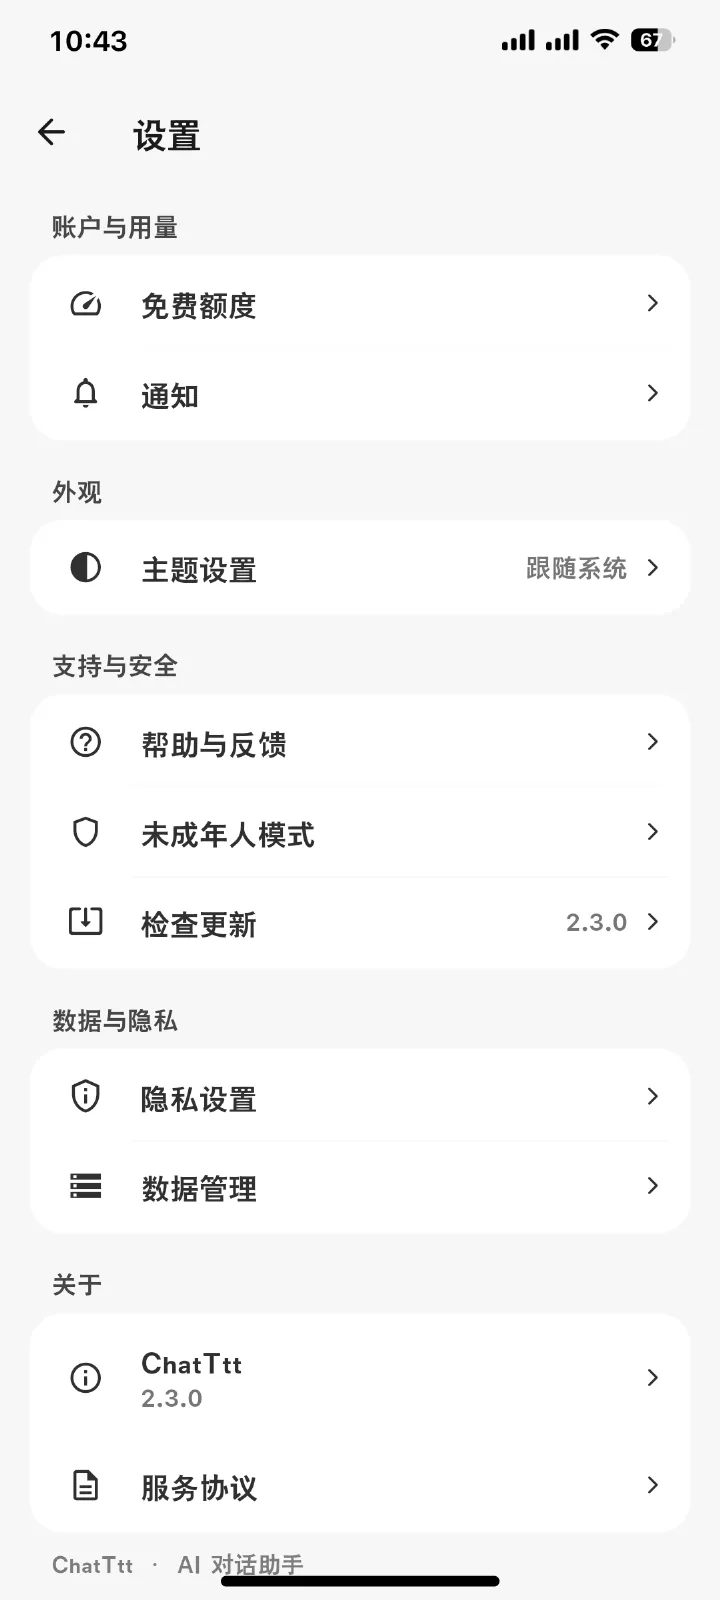 10:43
67
设置
账户与用量
免费额度
通知
外观
主题设置 跟随系统
支持与安全
帮助与反馈
未成年人模式
检查更新 2.3.0
数据与隐私
隐私设置
数据管理
关于
ChatTtt
2.3.0
服务协议
ChatTtt · AI 对话助手